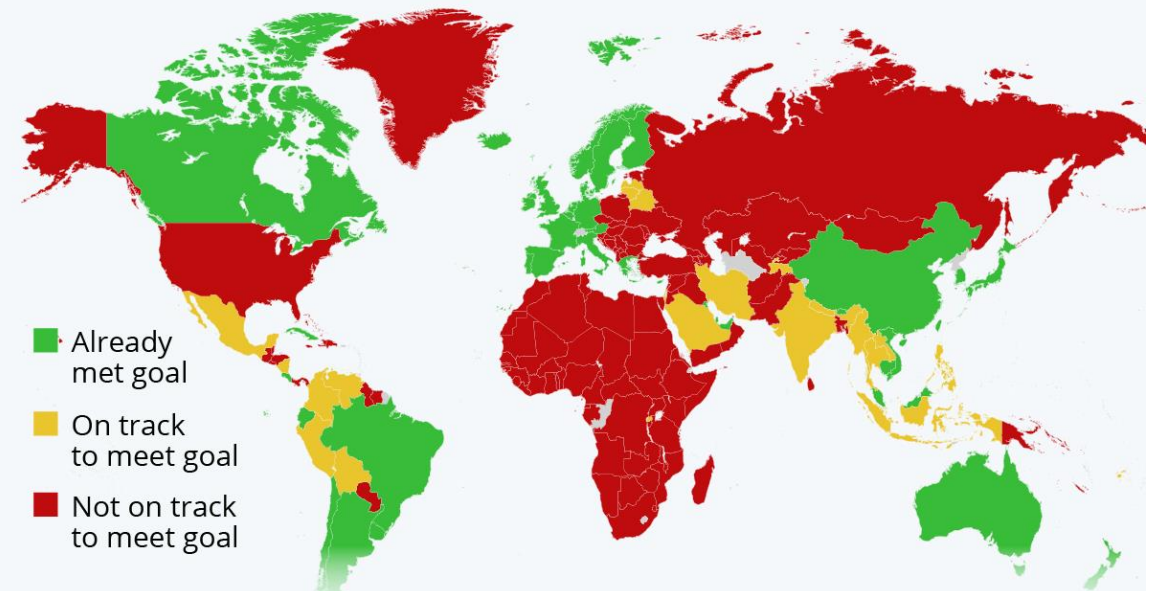 Already
met goal
On track
to meet goal
Not on track
to meet goal